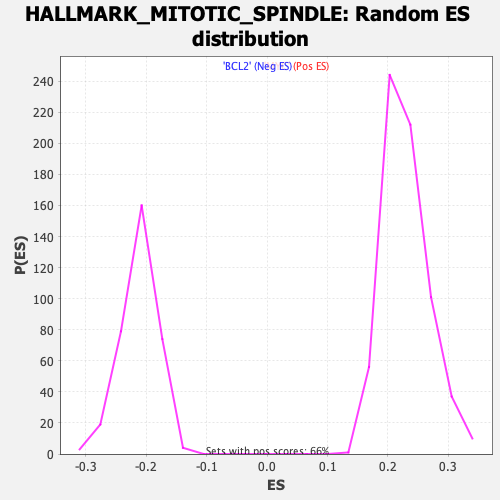 HALLMARK_MITOTIC_SPINDLE: Random ES
distribution
'BCL2' (Neg ES)(Pos ES)
240
220
200
180
160
140
120
100
80
60
40
20
0
P(ES)
Sets with pos scores: 66%
-0.3 -0.2 -0.1 0.0 0.1 0.2 0.3
ES